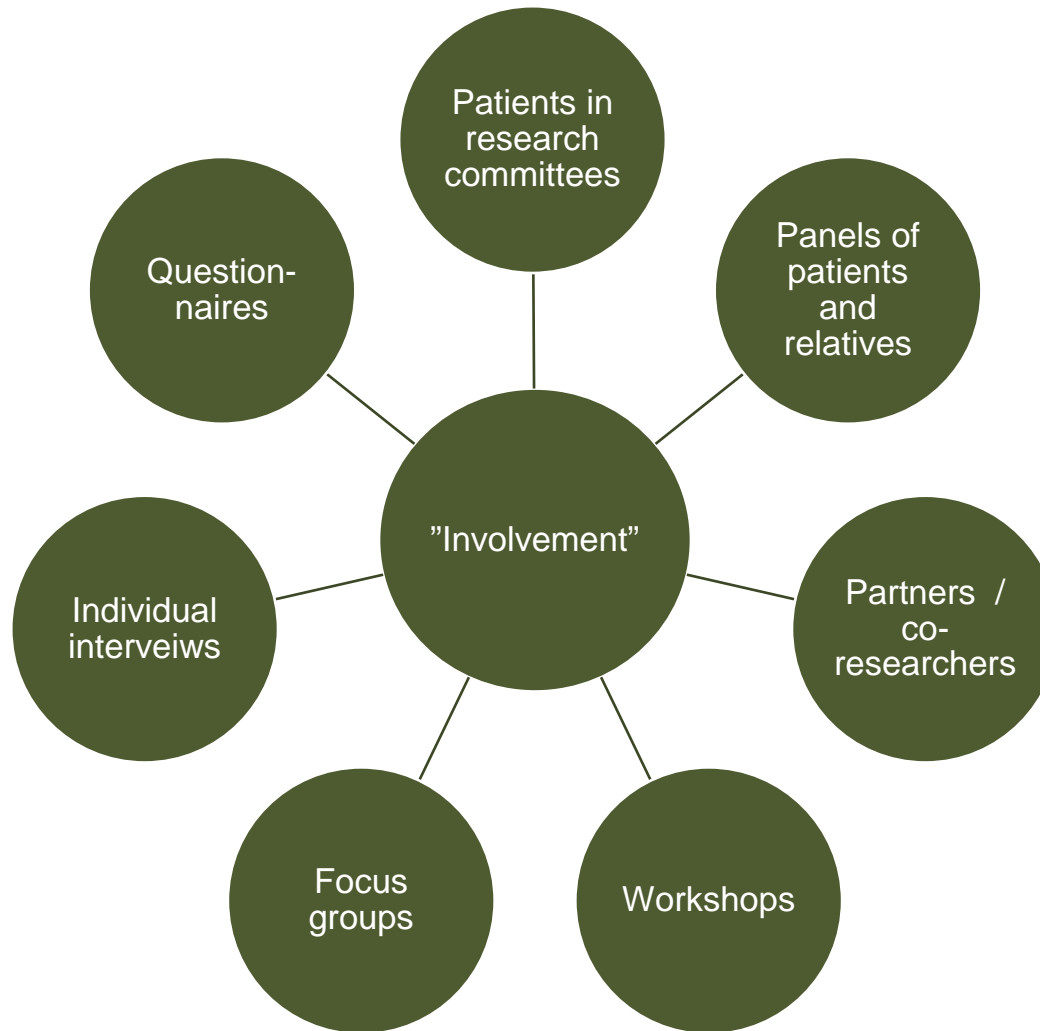 Patients in
research
committees
Panels of
patients
and
relatives
Partners /
co-
researchers
Workshops
Focus
groups
Individual
interveiws
Question-
naires
”Involvement”